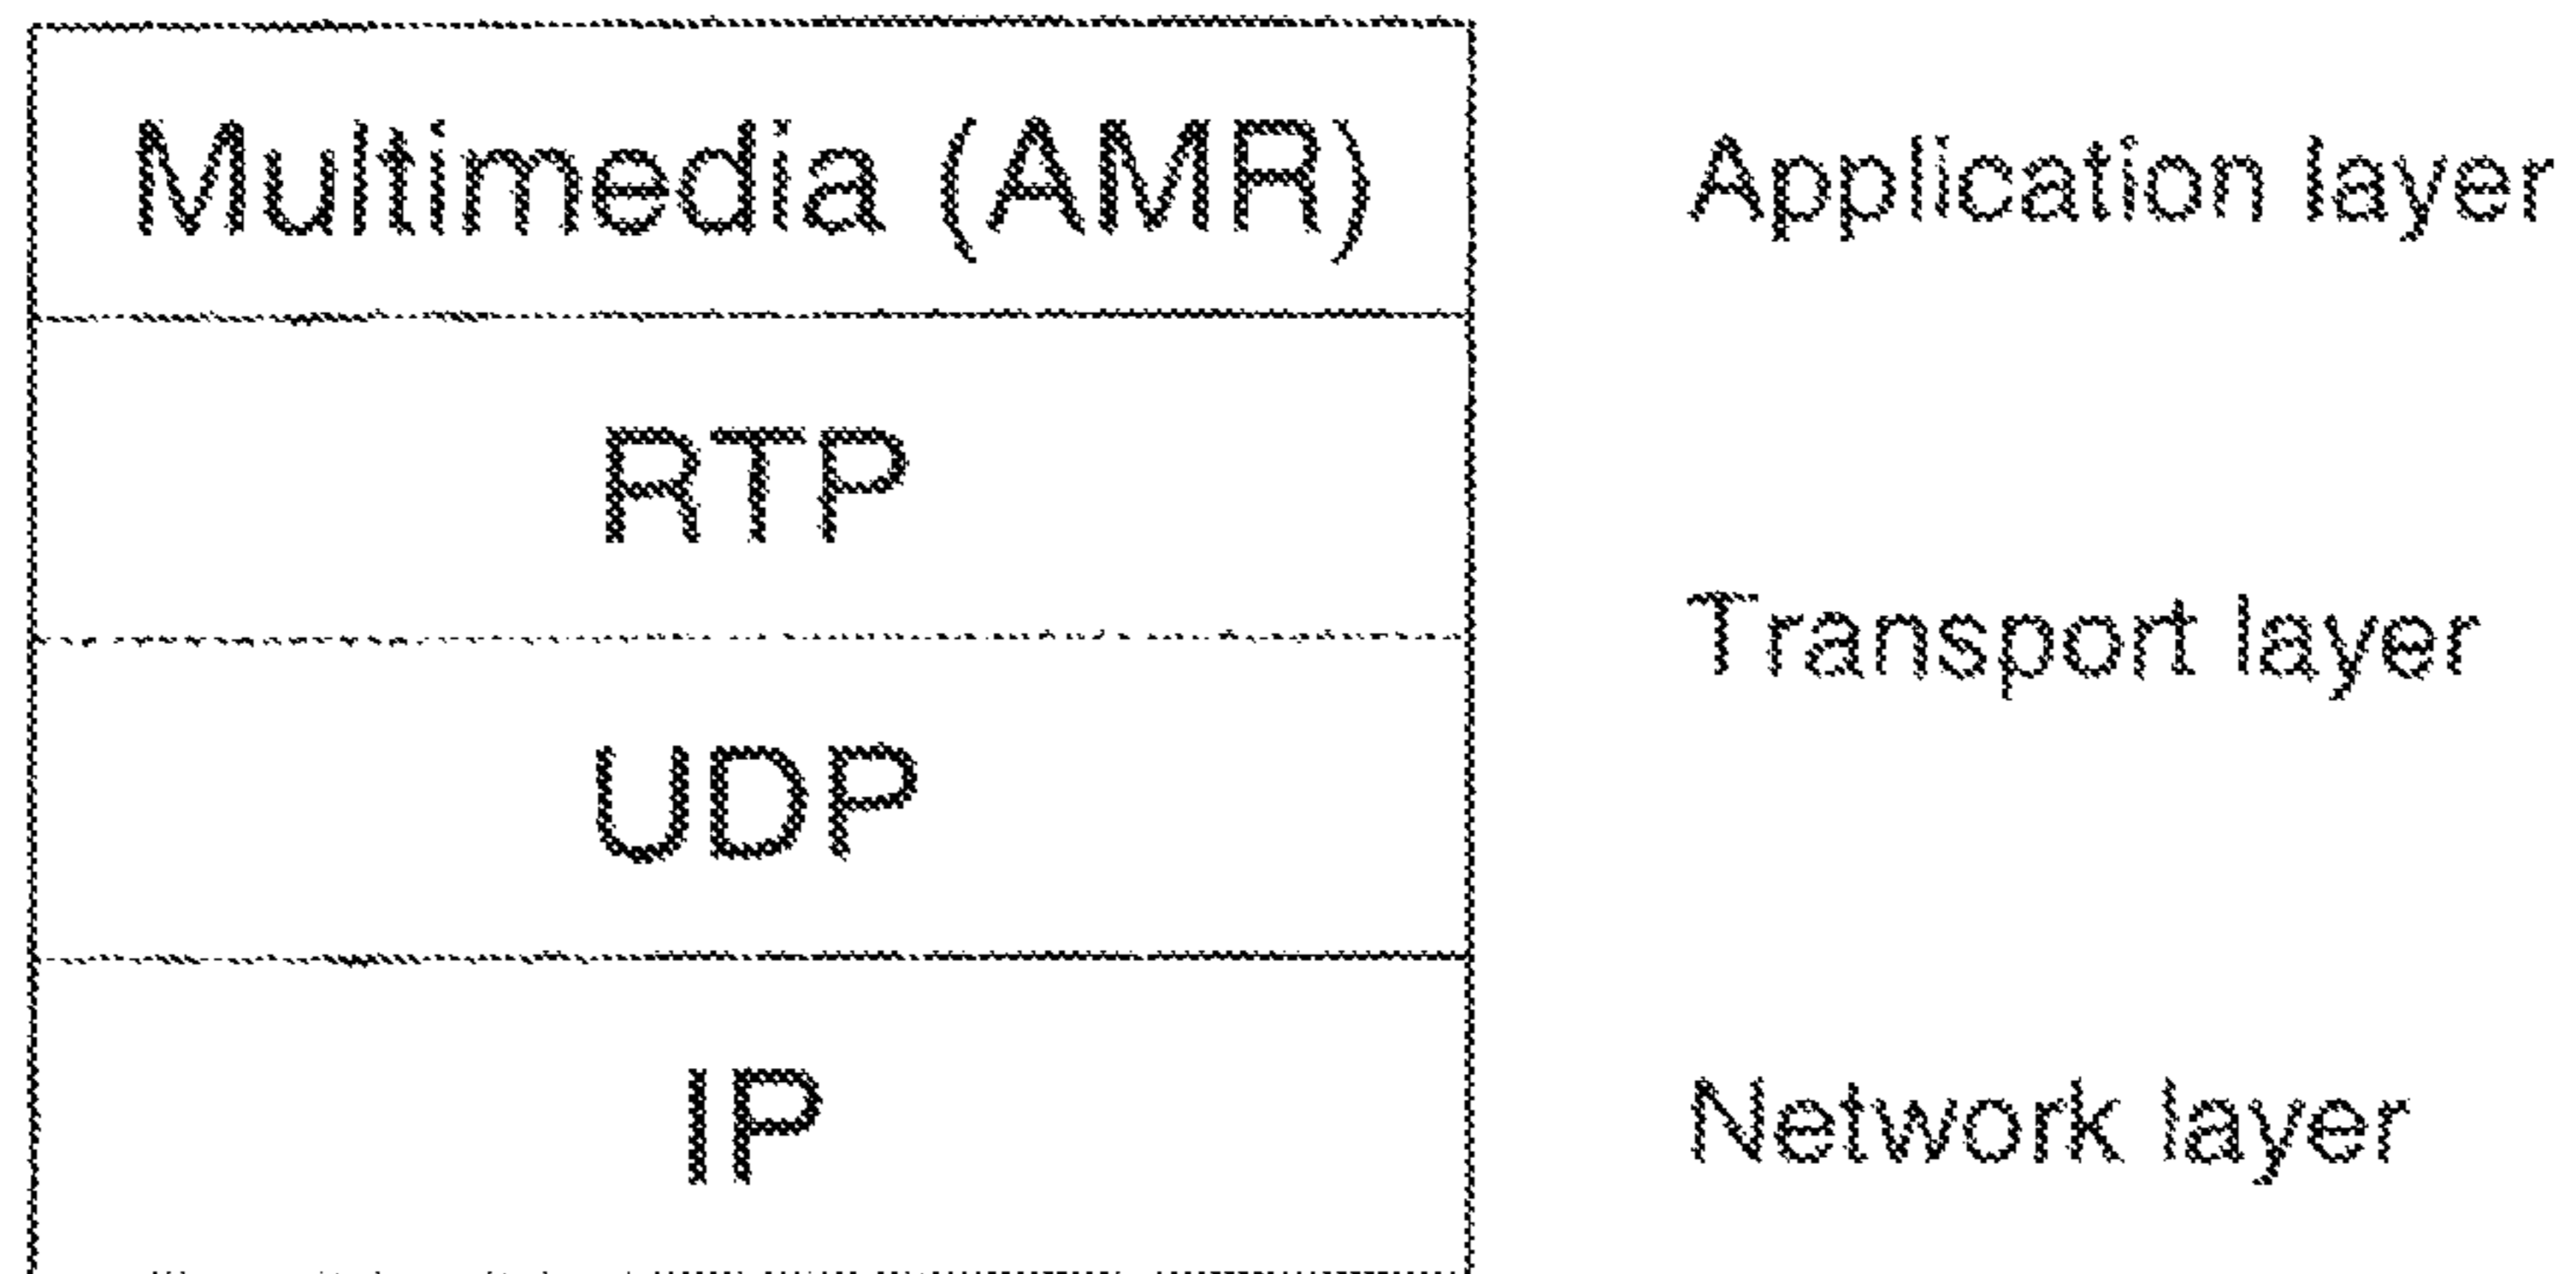 Multimedia (AMR) Application layer
RTP
Transport layer
UDP
IP Network layer